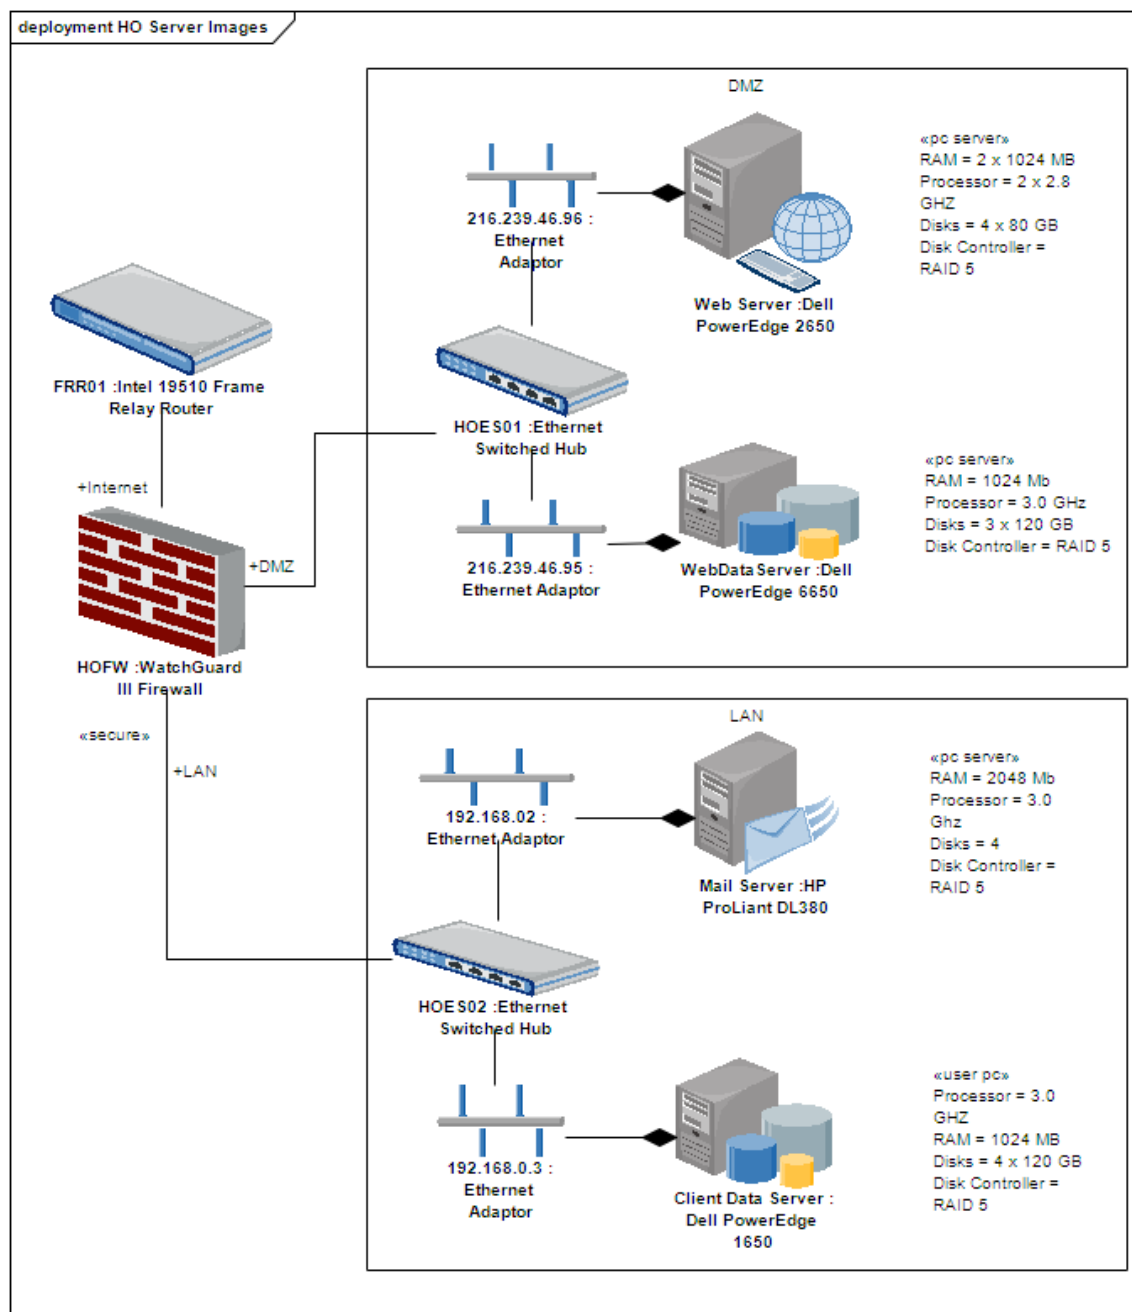 deployment HO Server Images
DMZ
216.239.46.96 :
Ethernet
Adaptor
Web Server :Dell
PowerEdge 2650
«pc server»
RAM = 2 x 1024 MB
Processor = 2 x 2.8
GHZ
Disks = 4 x 80 GB
Disk Controller =
RAID 5
FRR01 :Intel 19510 Frame
Relay Router
HOES01 :Ethernet
Switched Hub
+Internet
+DMZ
HOFW :WatchGuard
III Firewall
216.239.46.95 :
Ethernet Adaptor
WebDataServer :Dell
PowerEdge 6650
«pc server»
RAM = 1024 Mb
Processor = 3.0 GHz
Disks = 3 x 120 GB
Disk Controller = RAID 5
«secure»
+LAN
LAN
192.168.02 :
Ethernet Adaptor
Mail Server :HP
ProLiant DL380
«pc server»
RAM = 2048 Mb
Processor = 3.0
Ghz
Disks = 4
Disk Controller =
RAID 5
HOES02 :Ethernet
Switched Hub
192.168.0.3 :
Ethernet
Adaptor
Client Data Server :
Dell PowerEdge
1650
«user pc»
Processor = 3.0
GHZ
RAM = 1024 MB
Disks = 4 x 120 GB
Disk Controller =
RAID 5